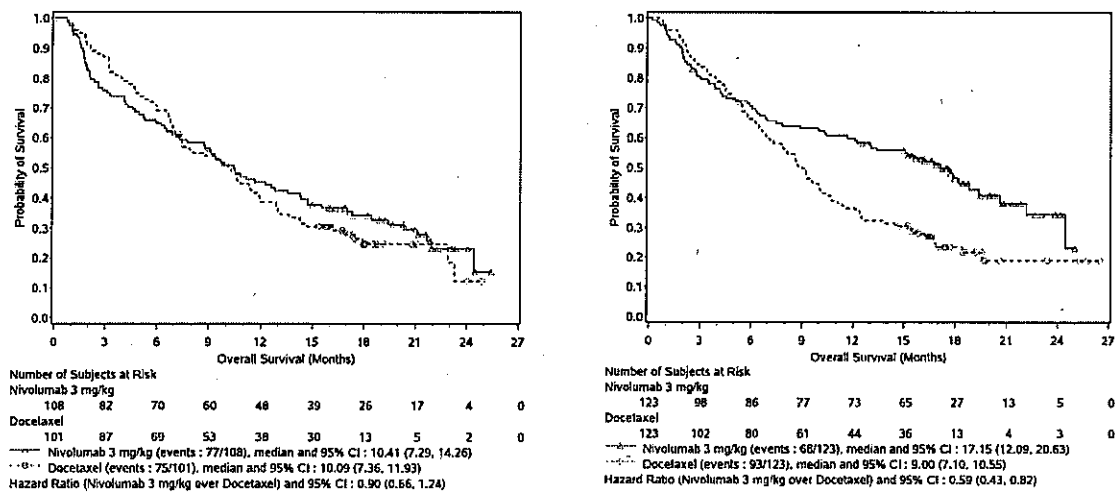 1.0
0.9
0.8
0.7
0.6
0.5
0.4
0.3
0.2
0.1
0.0
Probability of Survival
0 3 6 9 12 15 18 21 24 27
Overall Survival (Months)
Number of Subjects at Risk
Nivolumab 3 mg/kg
108 82 70 60 48 39 26 17 4 0
Docetaxel
101 87 69 53 38 30 13 5 2 0
Nivolumab 3 mg/kg (events : 77/108), median and 95% CI : 10.41 (7.29, 14.26)
Docetaxel (events : 75/101), median and 95% CI : 10.09 (7.36, 11.93)
Hazard Ratio (Nivolumab 3 mg/kg over Docetaxel) and 95% CI : 0.90 (0.66, 1.24)
1.0
0.9
0.8
0.7
0.6
0.5
0.4
0.3
0.2
0.1
0.0
Probability of Survival
0 3 6 9 12 15 18 21 24 27
Overall Survival (Months)
Number of Subjects at Risk
Nivolumab 3 mg/kg
123 98 86 77 73 65 27 13 5 0
Docetaxel
123 102 80 61 44 36 13 4 3 0
Nivolumab 3 mg/kg (events : 66/123), median and 95% CI : 17.15 (12.09, 20.63)
Docetaxel (events : 93/123), median and 95% CI : 9.00 (7.10, 10.55)
Hazard Ratio (Nivolumab 3 mg/kg over Docetaxel) and 95% CI : 0.59 (0.43, 0.82)